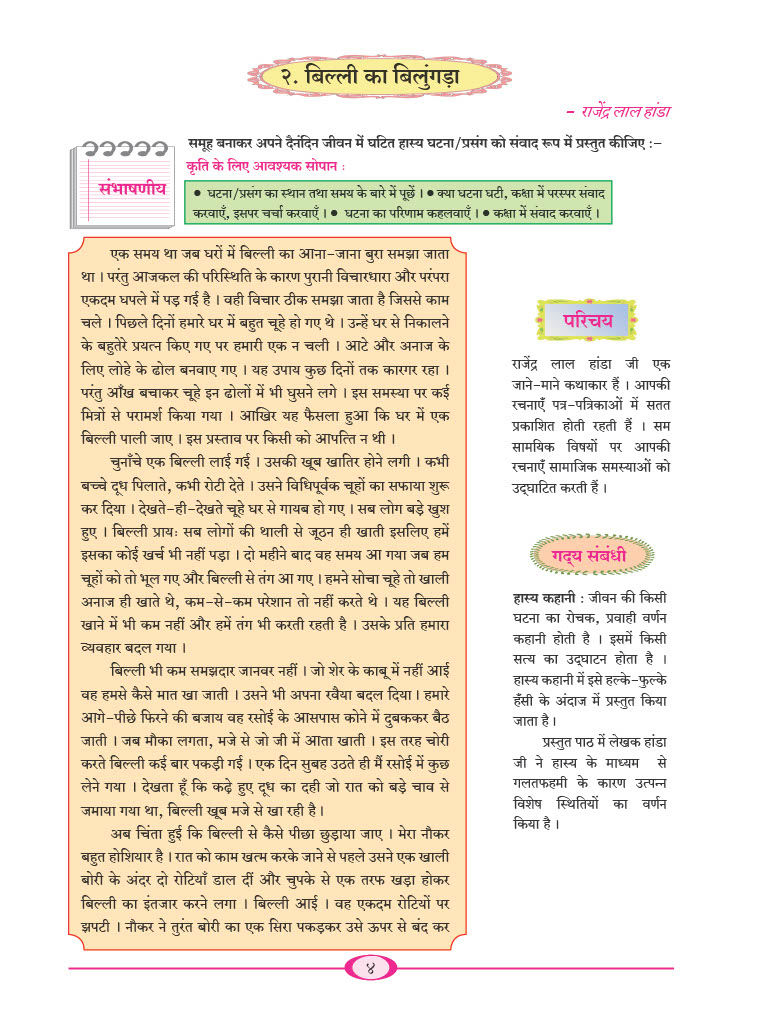 २. बिल्ली का बिलुंगड़ा
– राजेंद्र लाल हांडा
समूह बनाकर अपने दैनंदिन जीवन में घटित हास्य घटना/प्रसंग को संवाद रूप में प्रस्तुत कीजिए :–
कृति के लिए आवश्यक सोपान :
संभाषणीय
● घटना/प्रसंग का स्थान तथा समय के बारे में पूछें । ● क्या घटना घटी, कक्षा में परस्पर संवाद
करवाएँ, इसपर चर्चा करवाएँ । ● घटना का परिणाम कहलवाएँ । ● कक्षा में संवाद करवाएँ ।
एक समय था जब घरों में बिल्ली का आना-जाना बुरा समझा जाता
था । परंतु आजकल की परिस्थिति के कारण पुरानी विचारधारा और परंपरा
एकदम घपले में पड़ गई है । वही विचार ठीक समझा जाता है जिससे काम
चले । पिछले दिनों हमारे घर में बहुत चूहे हो गए थे । उन्हें घर से निकालने
के बहुतेरे प्रयत्न किए गए पर हमारी एक न चली । आटे और अनाज के
लिए लोहे के ढोल बनवाए गए । यह उपाय कुछ दिनों तक कारगर रहा ।
परंतु आँख बचाकर चूहे इन ढोलों में भी घुसने लगे । इस समस्या पर कई
मित्रों से परामर्श किया गया । आखिर यह फैसला हुआ कि घर में एक
बिल्ली पाली जाए । इस प्रस्ताव पर किसी को आपत्ति न थी ।
चुनाँचे एक बिल्ली लाई गई । उसकी खूब खातिर होने लगी । कभी
बच्चे दूध पिलाते, कभी रोटी देते । उसने विधिपूर्वक चूहों का सफाया शुरू
कर दिया । देखते-ही-देखते चूहे घर से गायब हो गए । सब लोग बड़े खुश
हुए । बिल्ली प्रायः सब लोगों की थाली से जूठन ही खाती इसलिए हमें
इसका कोई खर्च भी नहीं पड़ा । दो महीने बाद वह समय आ गया जब हम
चूहों को तो भूल गए और बिल्ली से तंग आ गए । हमने सोचा चूहे तो खाली
अनाज ही खाते थे, कम-से-कम परेशान तो नहीं करते थे । यह बिल्ली
खाने में भी कम नहीं और हमें तंग भी करती रहती है । उसके प्रति हमारा
व्यवहार बदल गया ।
बिल्ली भी कम समझदार जानवर नहीं । जो शेर के काबू में नहीं आई
वह हमसे कैसे मात खा जाती । उसने भी अपना रवैया बदल दिया । हमारे
आगे-पीछे फिरने की बजाय वह रसोई के आसपास कोने में दुबककर बैठ
जाती । जब मौका लगता, मजे से जो जी में आता खाती । इस तरह चोरी
करते बिल्ली कई बार पकड़ी गई । एक दिन सुबह उठते ही मैं रसोई में कुछ
लेने गया । देखता हूँ कि कढ़े हुए दूध का दही जो रात को बड़े चाव से
जमाया गया था, बिल्ली खूब मजे से खा रही है ।
अब चिंता हुई कि बिल्ली से कैसे पीछा छुड़ाया जाए । मेरा नौकर
बहुत होशियार है । रात को काम खत्म करके जाने से पहले उसने एक खाली
बोरी के अंदर दो रोटियाँ डाल दीं और चुपके से एक तरफ खड़ा होकर
बिल्ली का इंतजार करने लगा । बिल्ली आई । वह एकदम रोटियों पर
झपटी । नौकर ने तुरंत बोरी का एक सिरा पकड़कर उसे ऊपर से बंद कर
परिचय
राजेंद्र लाल हांडा जी एक
जाने-माने कथाकार हैं । आपकी
रचनाएँ पत्र-पत्रिकाओं में सतत
प्रकाशित होती रहती हैं । सम
सामयिक विषयों पर आपकी
रचनाएँ सामाजिक समस्याओं को
उद्‌घाटित करती हैं ।
गद्‌य संबंधी
हास्य कहानी : जीवन की किसी
घटना का रोचक, प्रवाही वर्णन
कहानी होती है । इसमें किसी
सत्य का उद्‌घाटन होता है ।
हास्य कहानी में इसे हल्के-फुल्के
हँसी के अंदाज में प्रस्तुत किया
जाता है ।
प्रस्तुत पाठ में लेखक हांडा
जी ने हास्य के माध्यम से
गलतफहमी के कारण उत्पन्न
विशेष स्थितियों का वर्णन
किया है ।
४